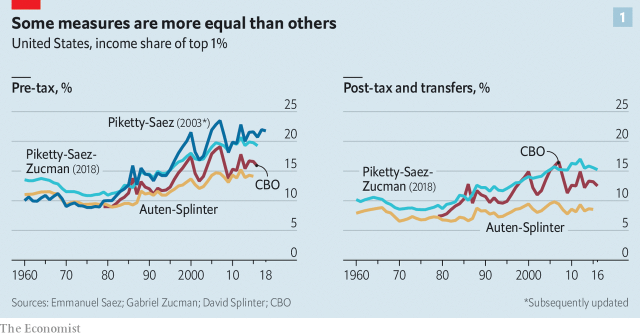 Some measures are more equal than others
1
United States, income share of top 1%
Pre-tax, %
25
20
15
10
5
0
Piketty-Saez (2003*)
Piketty-Saez-
Zucman (2018)
CBO
Auten-Splinter
1960 70 80 90 2000 10 18
Post-tax and transfers, %
25
20
15
10
5
0
CBO
Piketty-Saez-
Zucman (2018)
Auten-Splinter
1960 70 80 90 2000 10 16
Sources: Emmanuel Saez; Gabriel Zucman; David Splinter; CBO
*Subsequently updated
The Economist